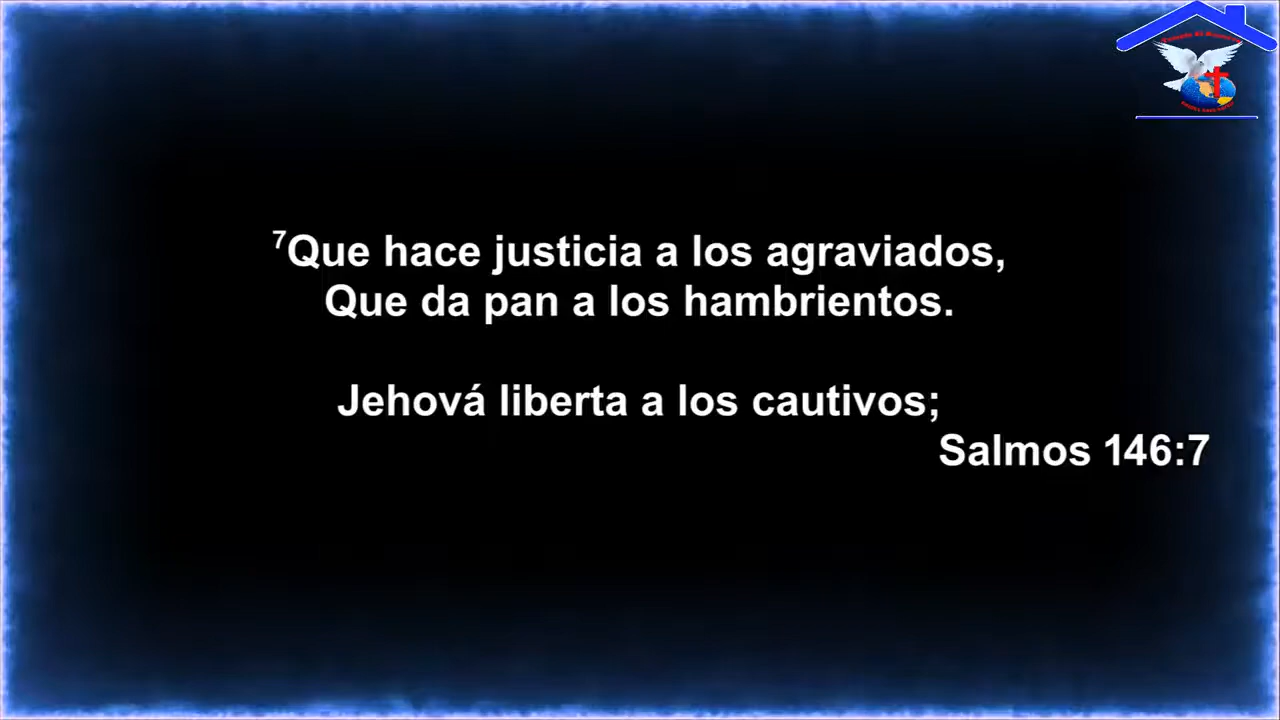 ⁷Que hace justicia a los agraviados,
Que da pan a los hambrientos.
Jehová liberta a los cautivos;
Salmos 146:7